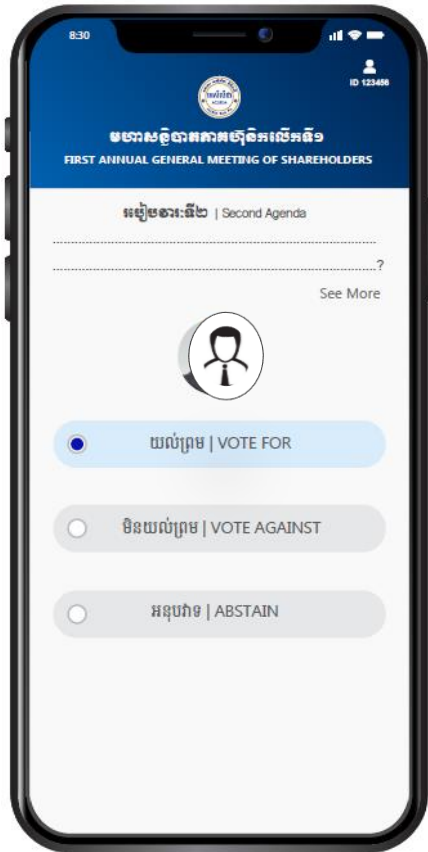 8:30
ID 123456
មហាសន្និបាតភាគហ៊ុនិកលើកទី១
FIRST ANNUAL GENERAL MEETING OF SHAREHOLDERS
របៀបវារៈទី២ | Second Agenda
................................................................................
................................................................................?
See More
យល់ព្រម | VOTE FOR
មិនយល់ព្រម | VOTE AGAINST
អនុបវាទ | ABSTAIN